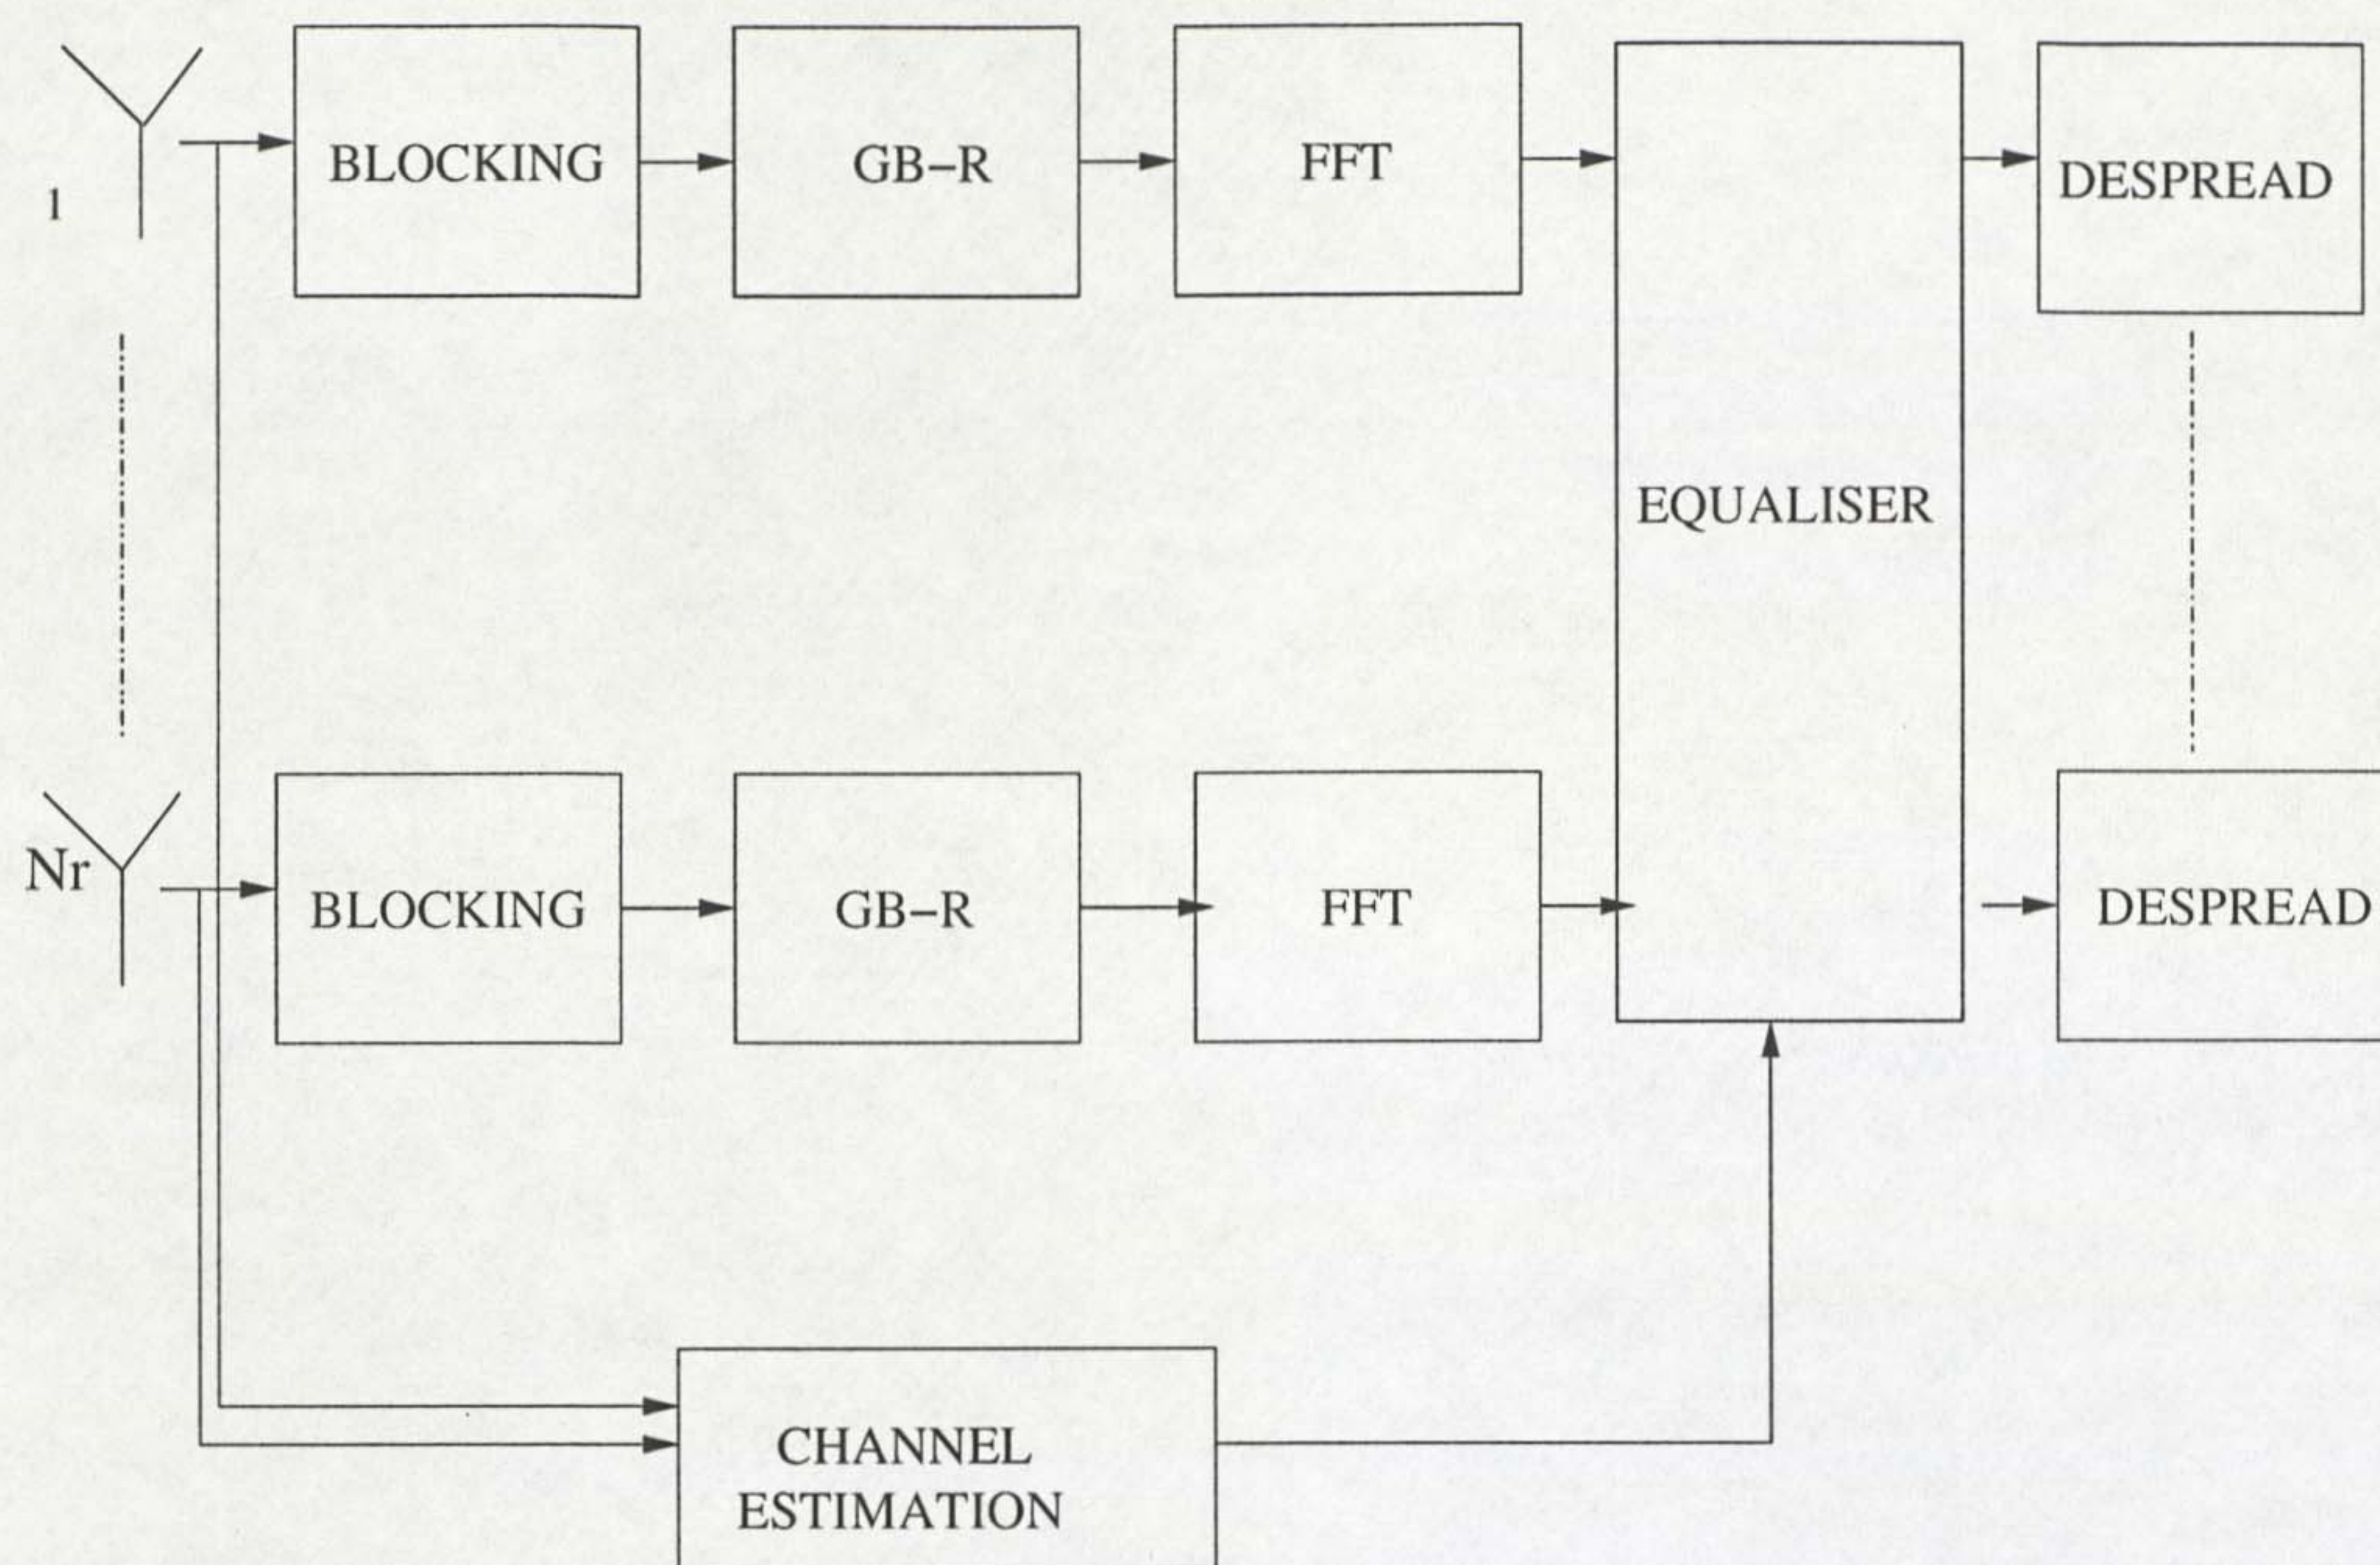 BLOCKING
GB–R
FFT
DESPREAD
1
EQUALISER
Nr
BLOCKING
GB–R
FFT
DESPREAD
CHANNEL
ESTIMATION